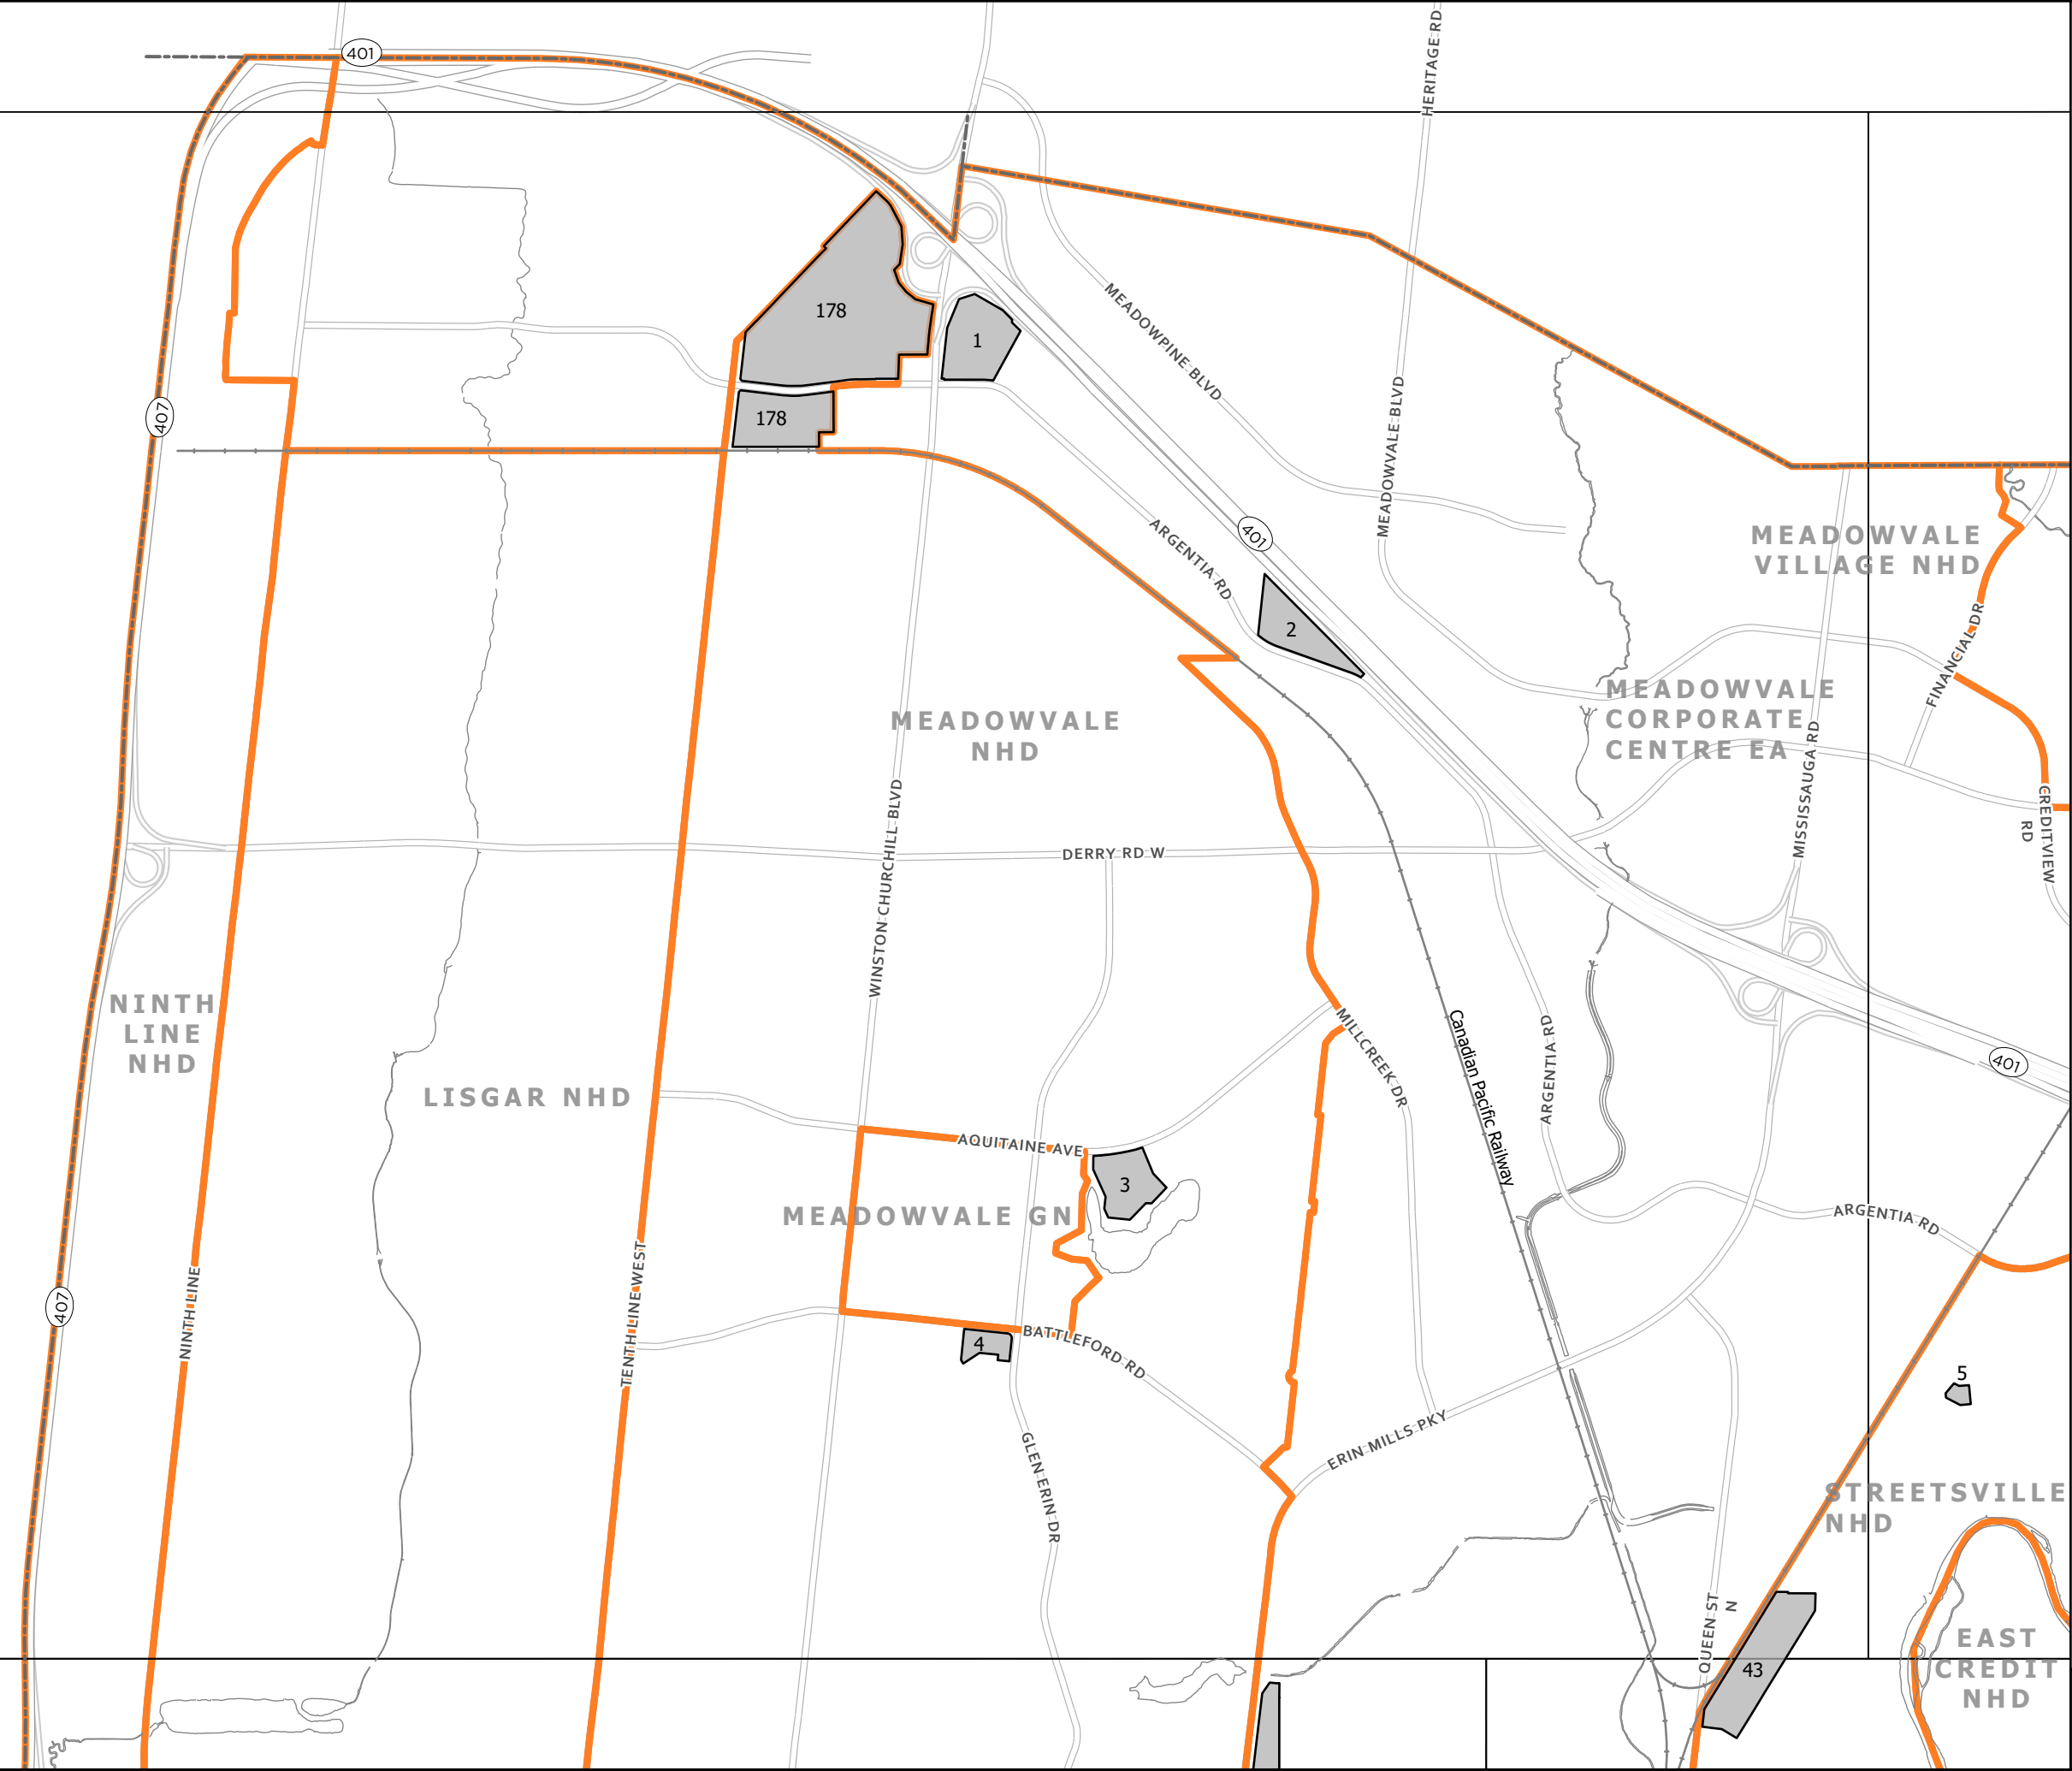 401
HERITAGE RD
178
1
178
MEADOWPINE BLVD
MEADOWVALE BLVD
407
401
ARGENTIA RD
MEADOWVALE
VILLAGE NHD
2
FINANCIAL DR
MEADOWVALE
NHD
MEADOWVALE
CORPORATE
CENTRE EA
MISSISSAUGA RD
CREDITVIEW
RD
WINSTON CHURCHILL BLVD
DERRY RD W
NINTH
LINE
NHD
LISGAR NHD
MILLCREEK DR
Canadian Pacific Railway
ARGENTIA RD
401
AQUITAINE AVE
3
MEADOWVALE GN
ARGENTIA RD
407
NINTH LINE
TENTH LINE WEST
4
BATTLEFORD RD
5
GLEN ERIN DR
ERIN MILLS PKY
STREETSVILLE
NHD
QUEEN ST
N
43
EAST
CREDIT
NHD